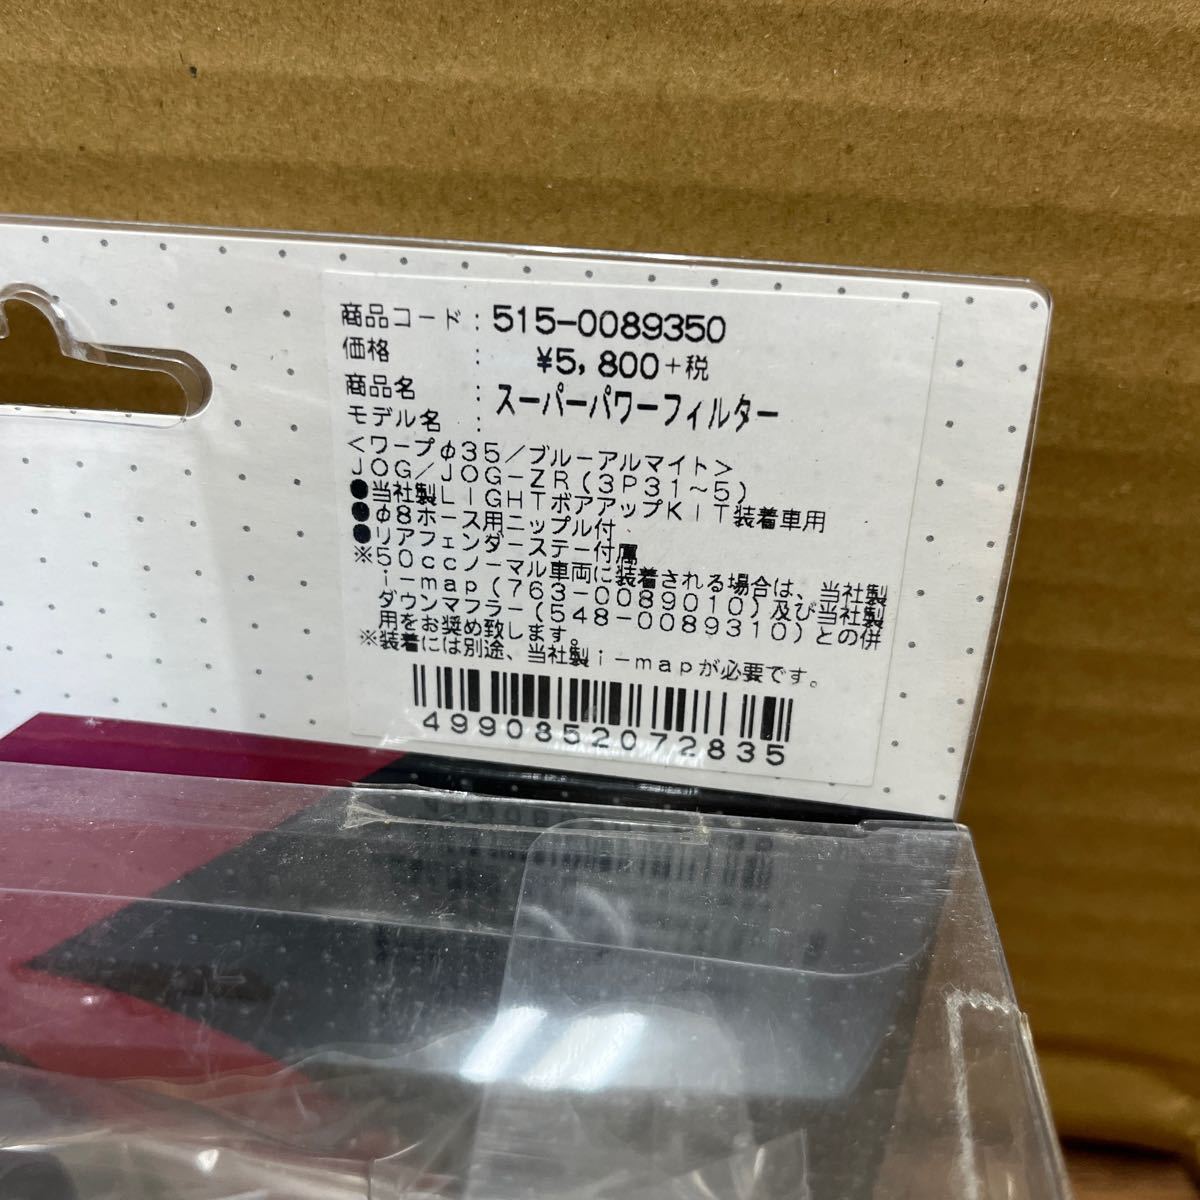 商品コード : 515-0089350
価格 : ¥5,800+税
商品名 : スーパーパワーフィルター
モデル名 :
<ワープφ35/ブルーアルマイト>
JOG/JOG-ZR(3P31~5)
●当社製LIGHTボアアップKIT装着車用
●φ8ホース用ニップル付
●リアフェンダーステー付属
※50ccノーマル車両に装着される場合は、当社製
i-map(763-0089010)及び当社製
ダウンマフラー(548-0089310)との併
用をお奨め致します。
※装着には別途、当社製i-mapが必要です。
4990852072835